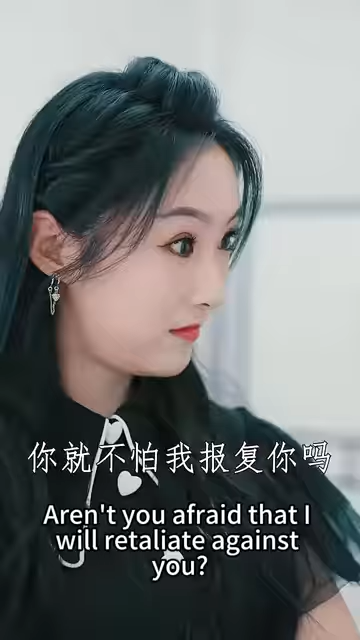 你就不怕我报复你吗
Aren't you afraid that I
will retaliate against
you?